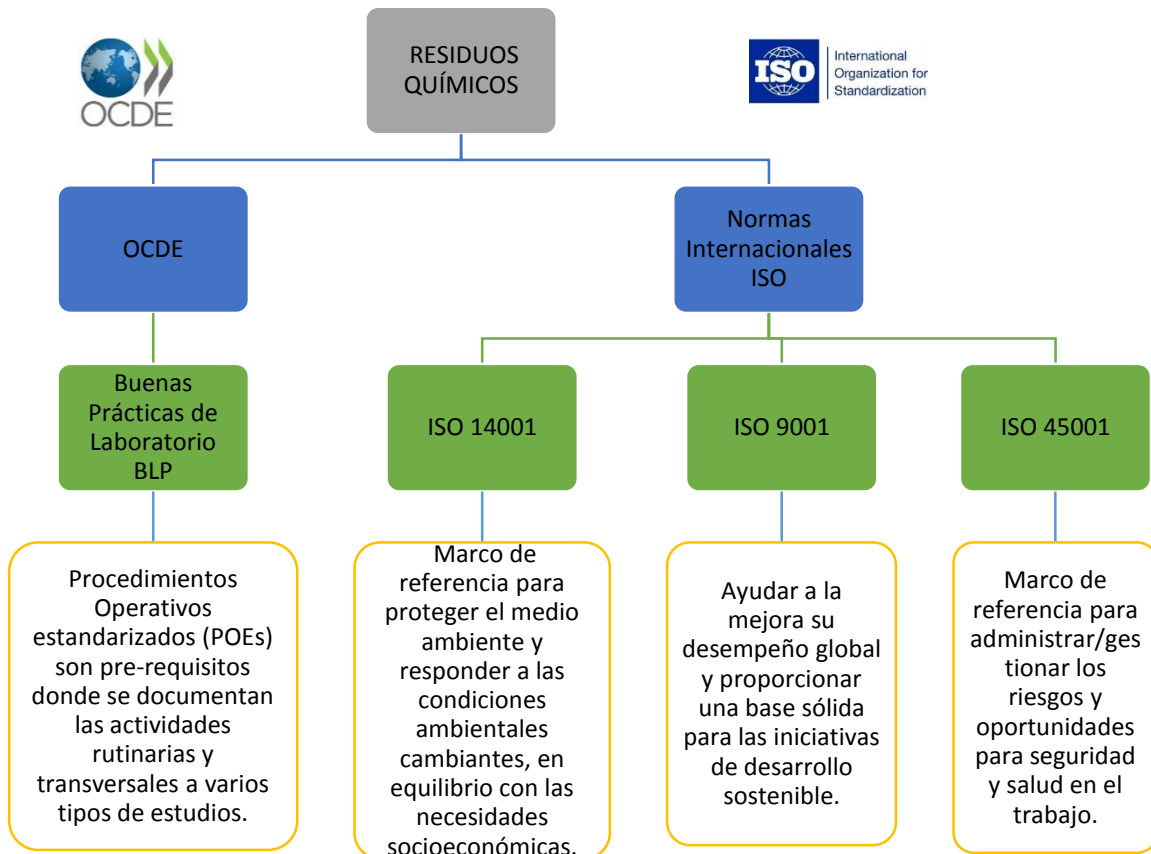 OCDE
RESIDUOS
QUÍMICOS
ISO
International
Organization for
Standardization
OCDE
Normas
Internacionales
ISO
Buenas
Prácticas de
Laboratorio
BLP
ISO 14001
ISO 9001
ISO 45001
Procedimientos
Operativos
estandarizados (POEs)
son pre-requisitos
donde se documentan
las actividades
rutinarias y
transversales a varios
tipos de estudios.
Marco de
referencia para
proteger el medio
ambiente y
responder a las
condiciones
ambientales
cambiantes, en
equilibrio con las
necesidades
socioeconómicas.
Ayudar a la
mejora su
desempeño global
y proporcionar
una base sólida
para las iniciativas
de desarrollo
sostenible.
Marco de
referencia para
administrar/ges
tionar los
riesgos y
oportunidades
para seguridad
y salud en el
trabajo.